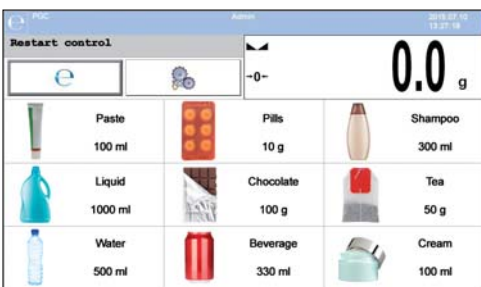 e PGC Admin 2015.07.10
13:27:18
Restart control
e
→0← 0.0 g
Paste Pills Shampoo
100 ml 10 g 300 ml
Liquid Chocolate Tea
1000 ml 100 g 50 g
Water Beverage Cream
500 ml 330 ml 100 ml